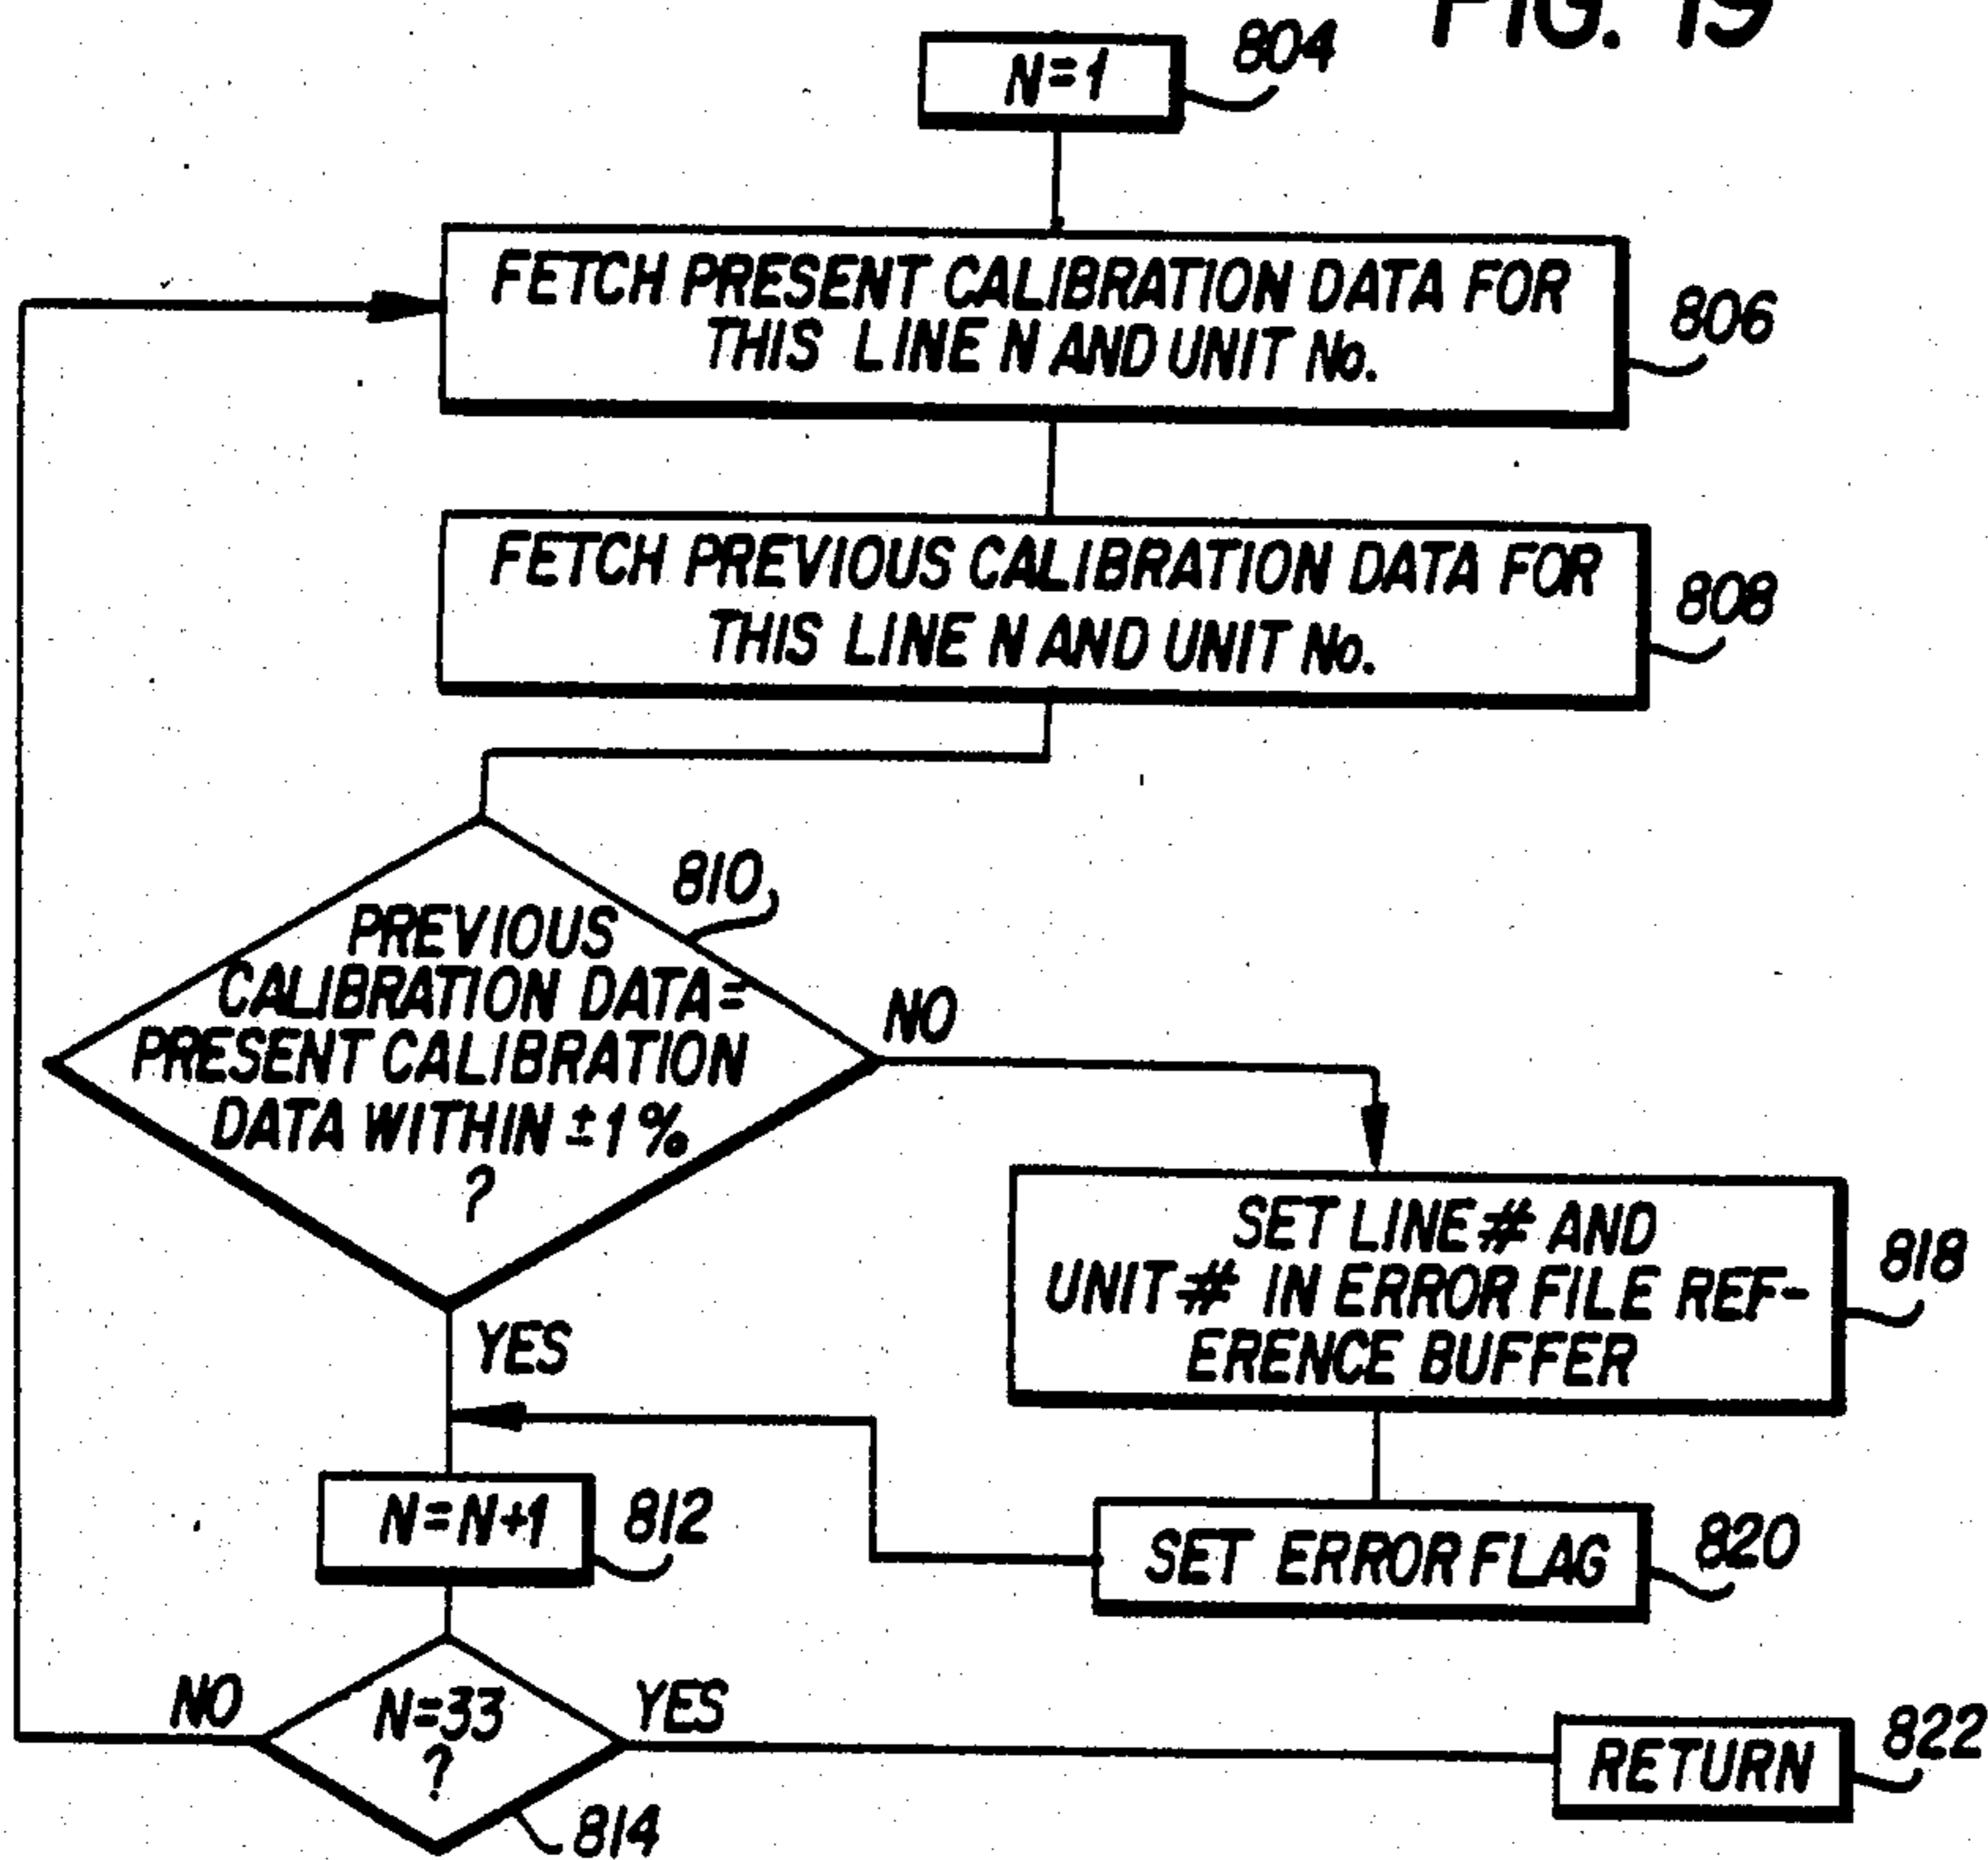 FIG. 19
N=1
804
FETCH PRESENT CALIBRATION DATA FOR
THIS LINE N AND UNIT No.
806
FETCH PREVIOUS CALIBRATION DATA FOR
THIS LINE N AND UNIT No.
808
810
PREVIOUS
CALIBRATION DATA=
PRESENT CALIBRATION
DATA WITHIN ±1%
?
NO
YES
SET LINE # AND
UNIT # IN ERROR FILE REF-
ERENCE BUFFER
818
N=N+1
812
SET ERROR FLAG
820
NO
N=33
?
YES
814
RETURN
822